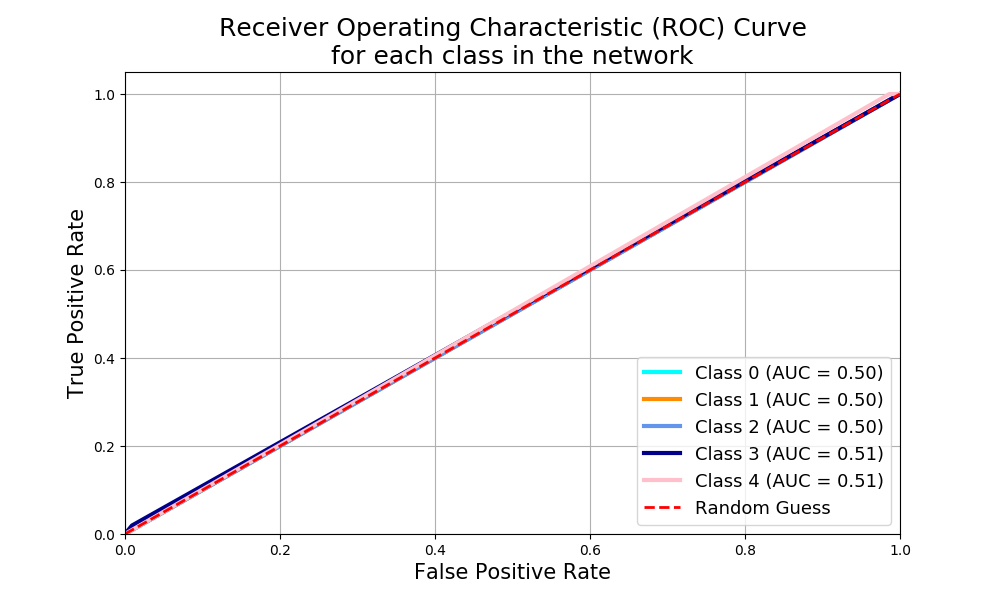 Receiver Operating Characteristic (ROC) Curve
for each class in the network
True Positive Rate
1.0
0.8
0.6
0.4
0.2
0.0
0.0 0.2 0.4 0.6 0.8 1.0
False Positive Rate
Class 0 (AUC = 0.50)
Class 1 (AUC = 0.50)
Class 2 (AUC = 0.50)
Class 3 (AUC = 0.51)
Class 4 (AUC = 0.51)
Random Guess